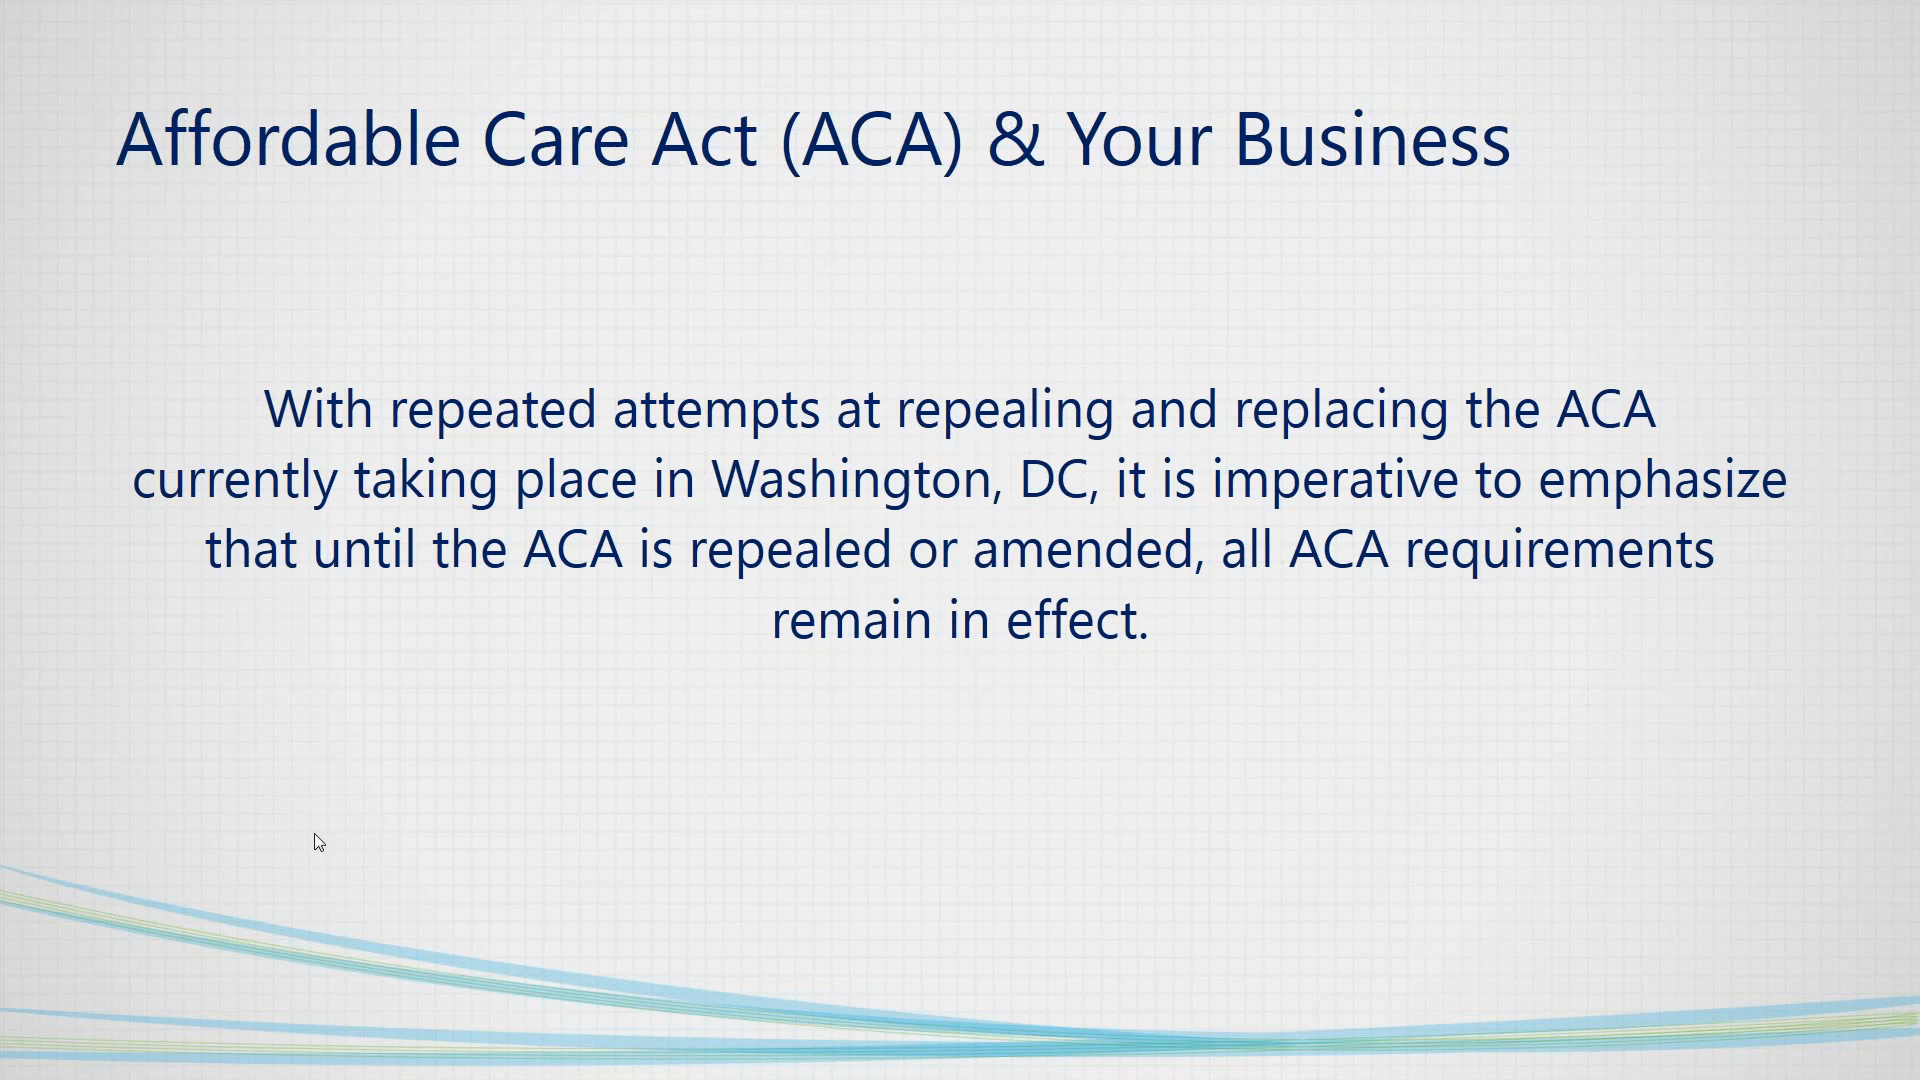 Affordable Care Act (ACA) & Your Business
With repeated attempts at repealing and replacing the ACA
currently taking place in Washington, DC, it is imperative to emphasize
that until the ACA is repealed or amended, all ACA requirements
remain in effect.